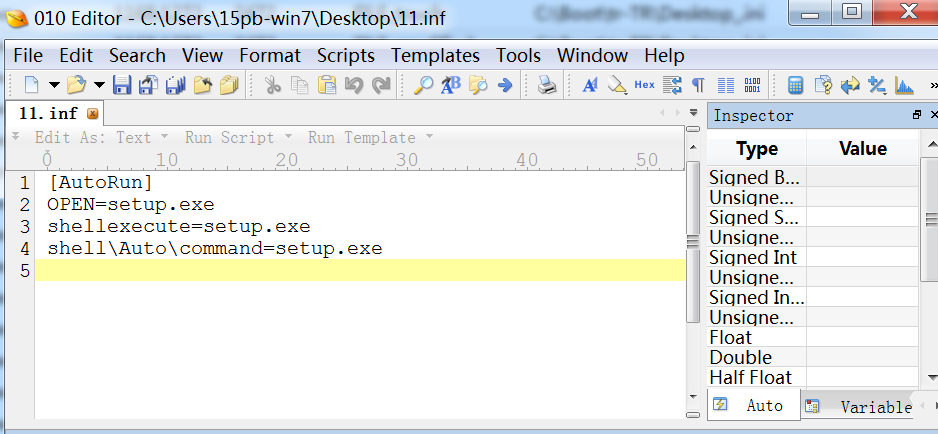 010 Editor - C:\Users\15pb-win7\Desktop\11.inf
File Edit Search View Format Scripts Templates Tools Window Help
Hex
»
11. inf
Edit As: Text Run Script Run Template
0 10 20 30 40 50
1 [AutoRun]
2 OPEN=setup.exe
3 shellexecute=setup.exe
4 shell\Auto\command=setup.exe
5
Inspector
Type Value
Signed B...
Unsigne...
Signed S...
Unsigne...
Signed Int
Unsigne...
Signed In...
Unsigne...
Float
Double
Half Float
Auto Variable